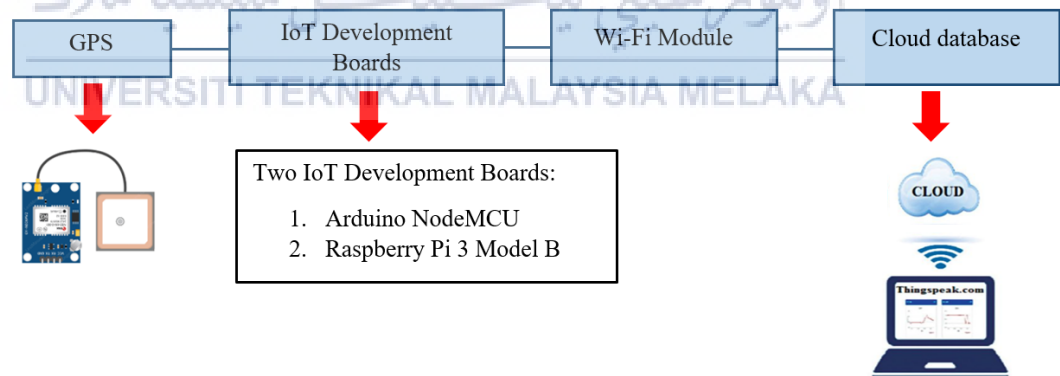 GPS
IoT Development
Boards
Wi-Fi Module
Cloud database
UNIVERSITI TEKNIKAL MALAYSIA MELAKA
Two IoT Development Boards:
1. Arduino NodeMCU
2. Raspberry Pi 3 Model B
CLOUD
Thingspeak.com